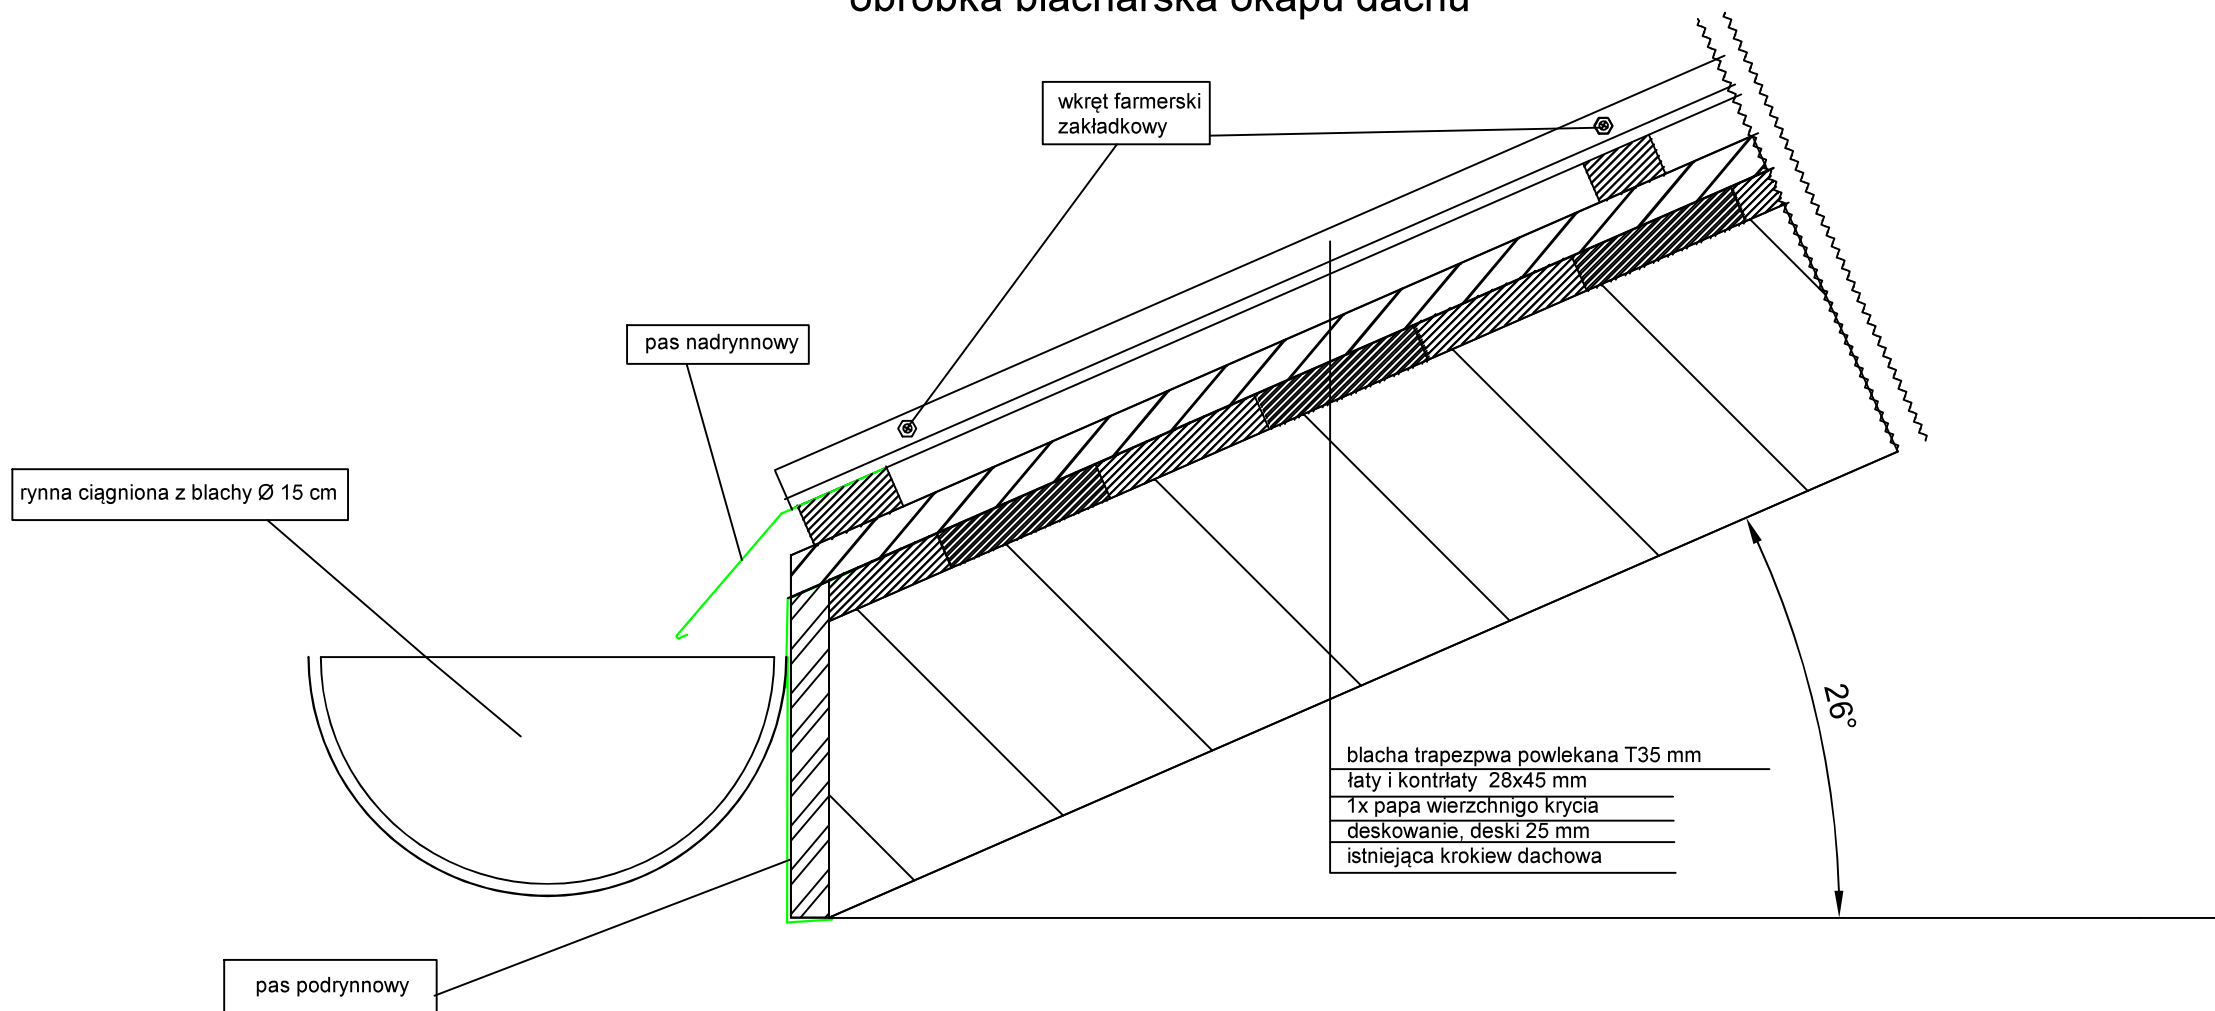 obróbka blacharska okapu dachu
wkręt farmerski
zakładkowy
pas nadrynnowy
rynna ciągniona z blachy Ø 15 cm
26°
blacha trapezpwa powlekana T35 mm
łaty i kontrłaty 28x45 mm
1x papa wierzchnigo krycia
deskowanie, deski 25 mm
istniejąca krokiew dachowa
pas podrynnowy